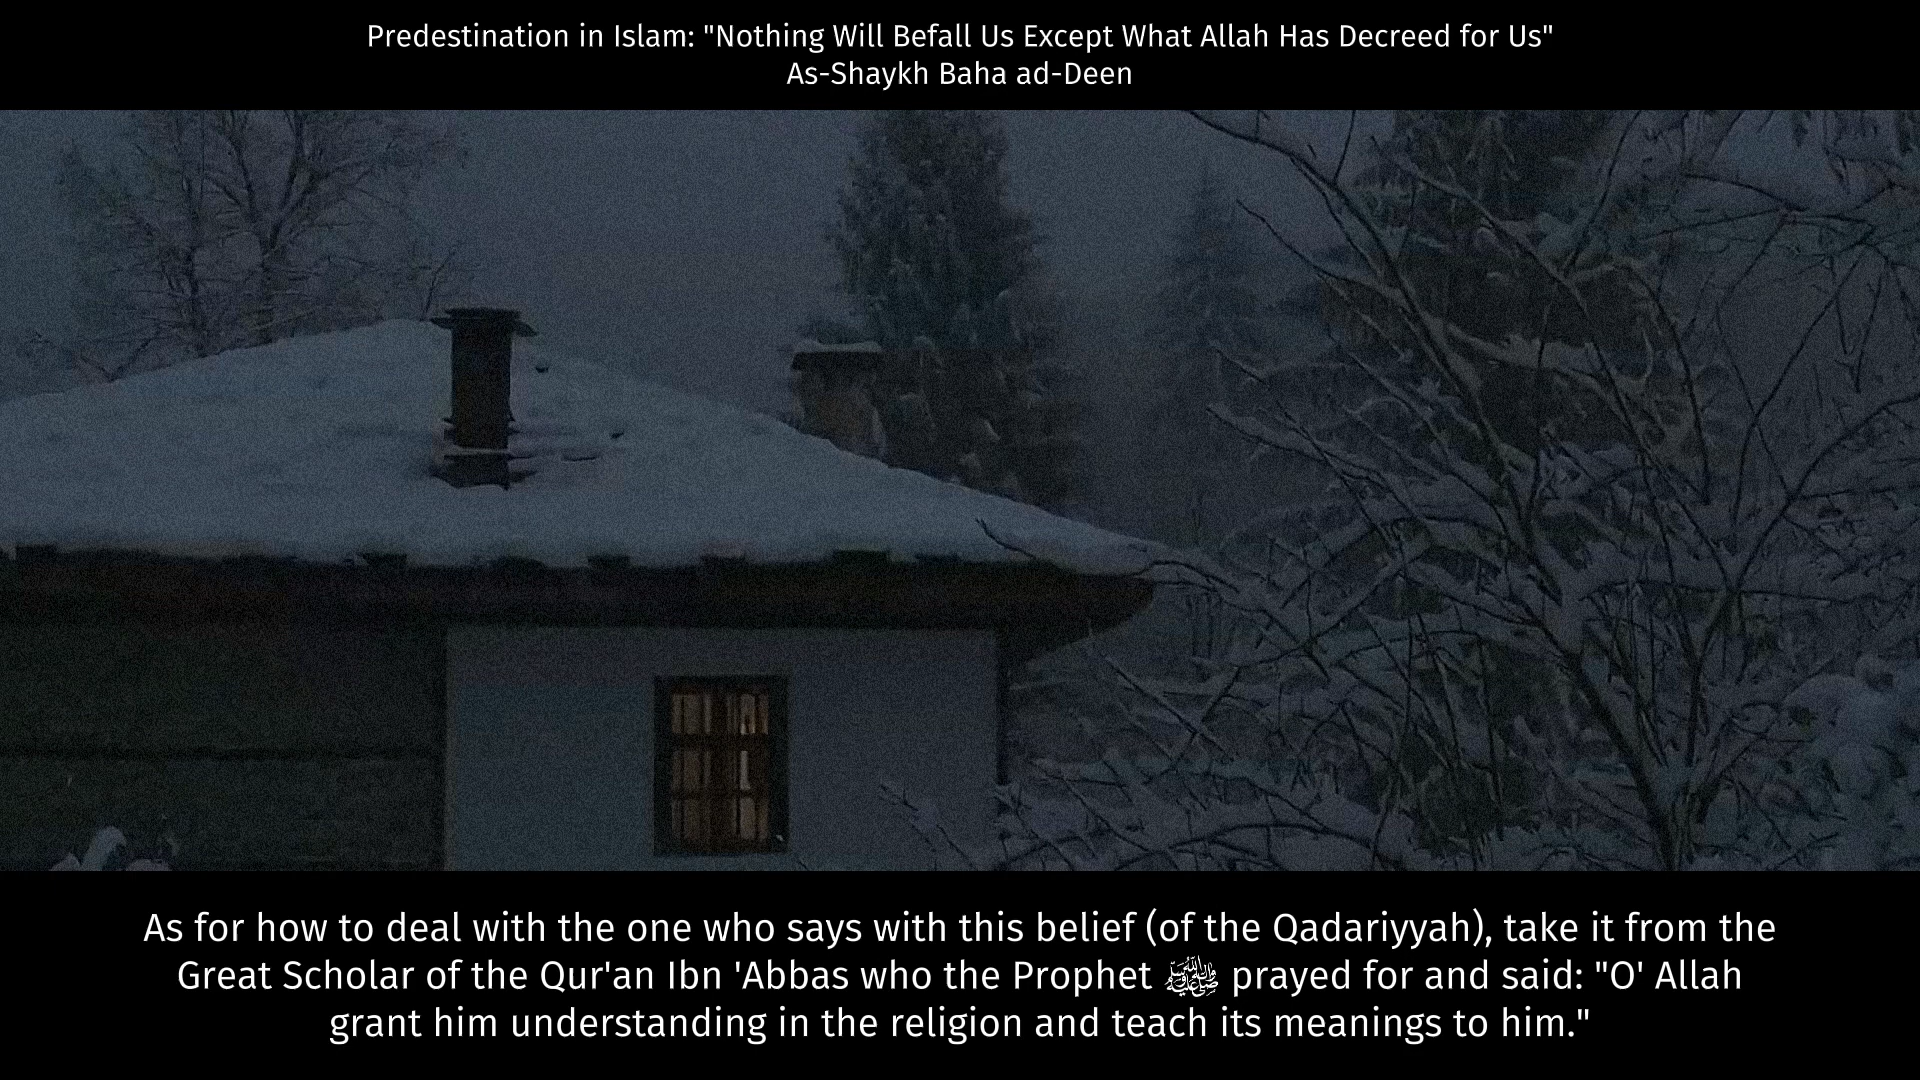 Predestination in Islam: "Nothing Will Befall Us Except What Allah Has Decreed for Us"
As-Shaykh Baha ad-Deen
As for how to deal with the one who says with this belief (of the Qadariyyah), take it from the
Great Scholar of the Qur'an Ibn 'Abbas who the Prophet ﷺ prayed for and said: "O' Allah
grant him understanding in the religion and teach its meanings to him."